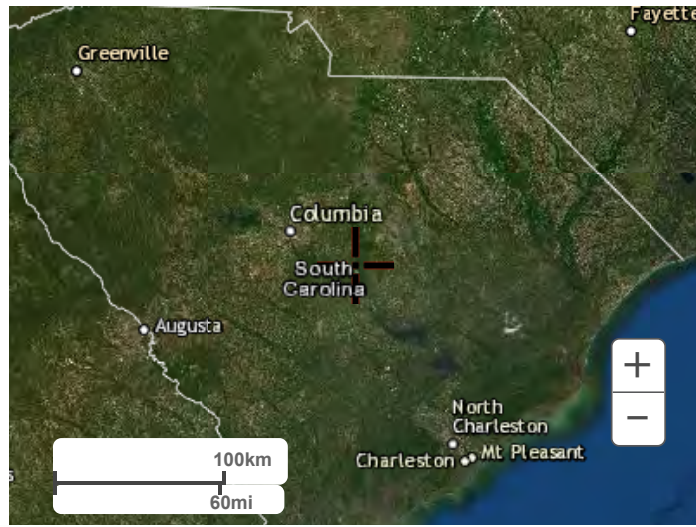 Fayette
Greenville
Columbia
South
Carolina
Augusta
+
−
North
Charleston
Charleston
Mt Pleasant
100km
60mi